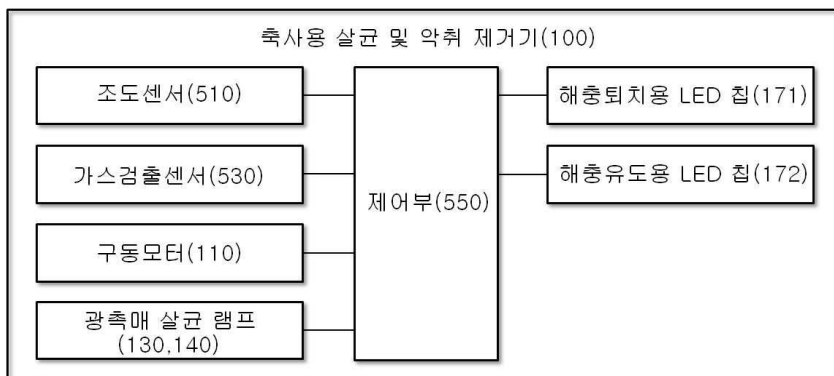 축사용 살균 및 악취 제거기(100)
조도센서(510)
가스검출센서(530)
구동모터(110)
광촉매 살균 램프
(130,140)
제어부(550)
해충퇴치용 LED 칩(171)
해충유도용 LED 칩(172)